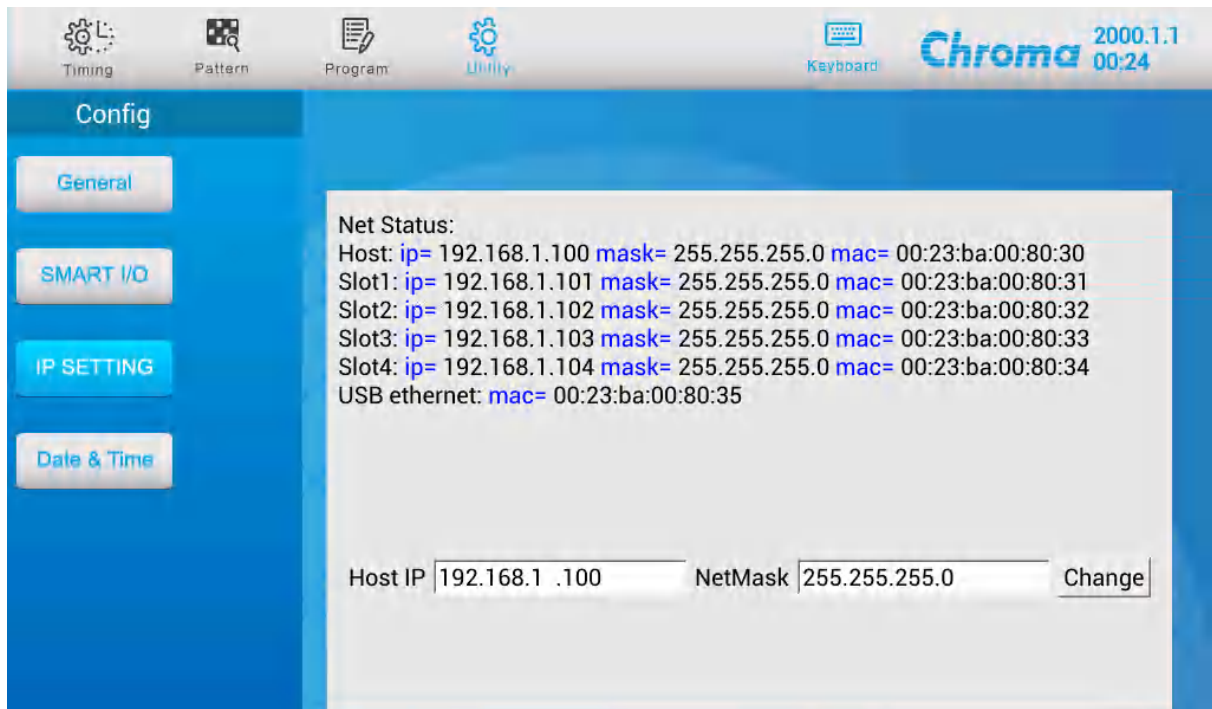 Timing Pattern Program Utility Keyboard Chroma 2000.1.1
00:24
Config
General
SMART I/O
IP SETTING
Date & Time
Net Status:
Host: ip= 192.168.1.100 mask= 255.255.255.0 mac= 00:23:ba:00:80:30
Slot1: ip= 192.168.1.101 mask= 255.255.255.0 mac= 00:23:ba:00:80:31
Slot2: ip= 192.168.1.102 mask= 255.255.255.0 mac= 00:23:ba:00:80:32
Slot3: ip= 192.168.1.103 mask= 255.255.255.0 mac= 00:23:ba:00:80:33
Slot4: ip= 192.168.1.104 mask= 255.255.255.0 mac= 00:23:ba:00:80:34
USB ethernet: mac= 00:23:ba:00:80:35
Host IP 192.168.1 .100 NetMask 255.255.255.0 Change